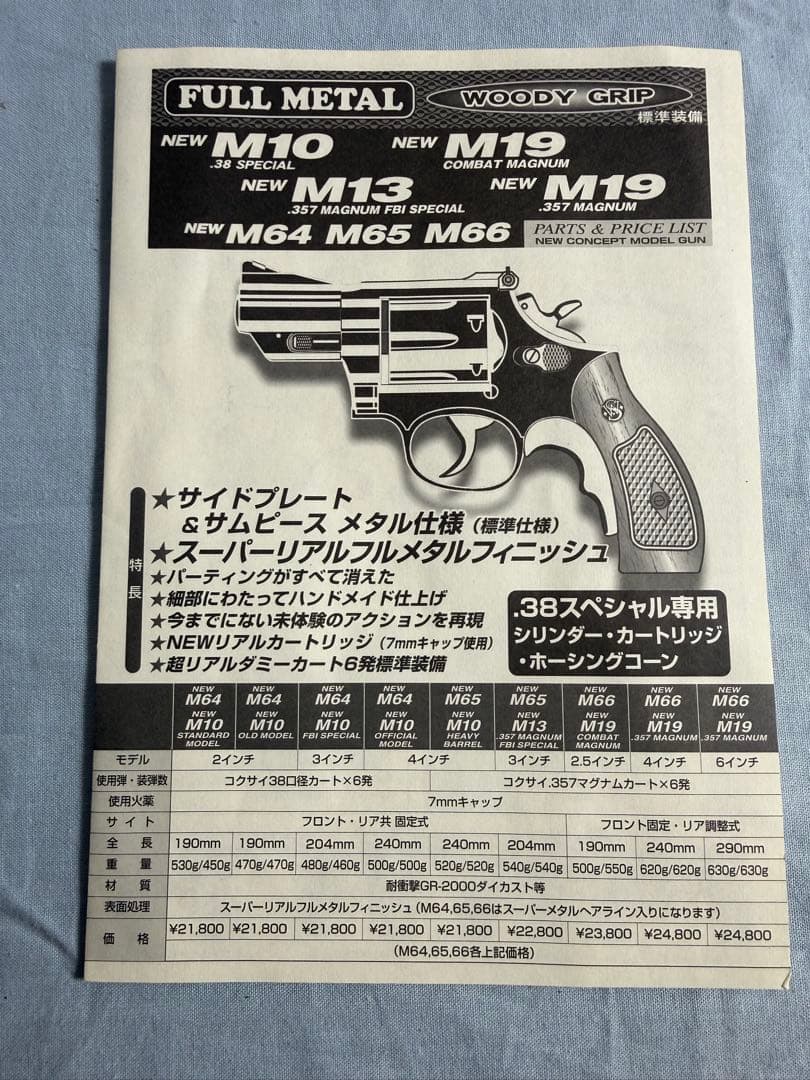 FULL METAL
WOODY GRIP
標準装備
NEW M10 NEW M19
.38 SPECIAL COMBAT MAGNUM
NEW M13 NEW M19
.357 MAGNUM FBI SPECIAL .357 MAGNUM
NEW M64 M65 M66
PARTS & PRICE LIST
NEW CONCEPT MODEL GUN
特長
★サイドプレート
&サムピース メタル仕様(標準仕様)
★スーパーリアルフルメタルフィニッシュ
★パーティングがすべて消えた
★細部にわたってハンドメイド仕上げ
★今までにない未体験のアクションを再現
★NEWリアルカートリッジ(7mmキャップ使用)
★超リアルダミーカート6発標準装備
.38スペシャル専用
シリンダー・カートリッジ
・ホーシングコーン
NEW NEW NEW NEW NEW NEW NEW NEW NEW
M64 M64 M64 M64 M65 M65 M66 M66 M66
NEW NEW NEW NEW NEW NEW NEW NEW NEW
M10 M10 M10 M10 M10 M13 M19 M19 M19
STANDARD MODEL OLD MODEL FBI SPECIAL OFFICIAL MODEL HEAVY BARREL .357 MAGNUM FBI SPECIAL COMBAT MAGNUM .357 MAGNUM .357 MAGNUM
モデル 2インチ 3インチ 4インチ 3インチ 2.5インチ 4インチ 6インチ
使用弾・装弾数 コクサイ38口径カート×6発 コクサイ.357マグナムカート×6発
使用火薬 7mmキャップ
サイト フロント・リア共 固定式 フロント固定・リア調整式
全長 190mm 190mm 204mm 240mm 240mm 204mm 190mm 240mm 290mm
重量 530g/450g 470g/470g 480g/460g 500g/500g 520g/520g 540g/540g 500g/550g 620g/620g 630g/630g
材質 耐衝撃GR-2000ダイカスト等
表面処理 スーパーリアルフルメタルフィニッシュ(M64,65,66はスーパーメタルヘアライン入りになります)
価格 ¥21,800 ¥21,800 ¥21,800 ¥21,800 ¥21,800 ¥22,800 ¥23,800 ¥24,800 ¥24,800
(M64,65,66各上記価格)